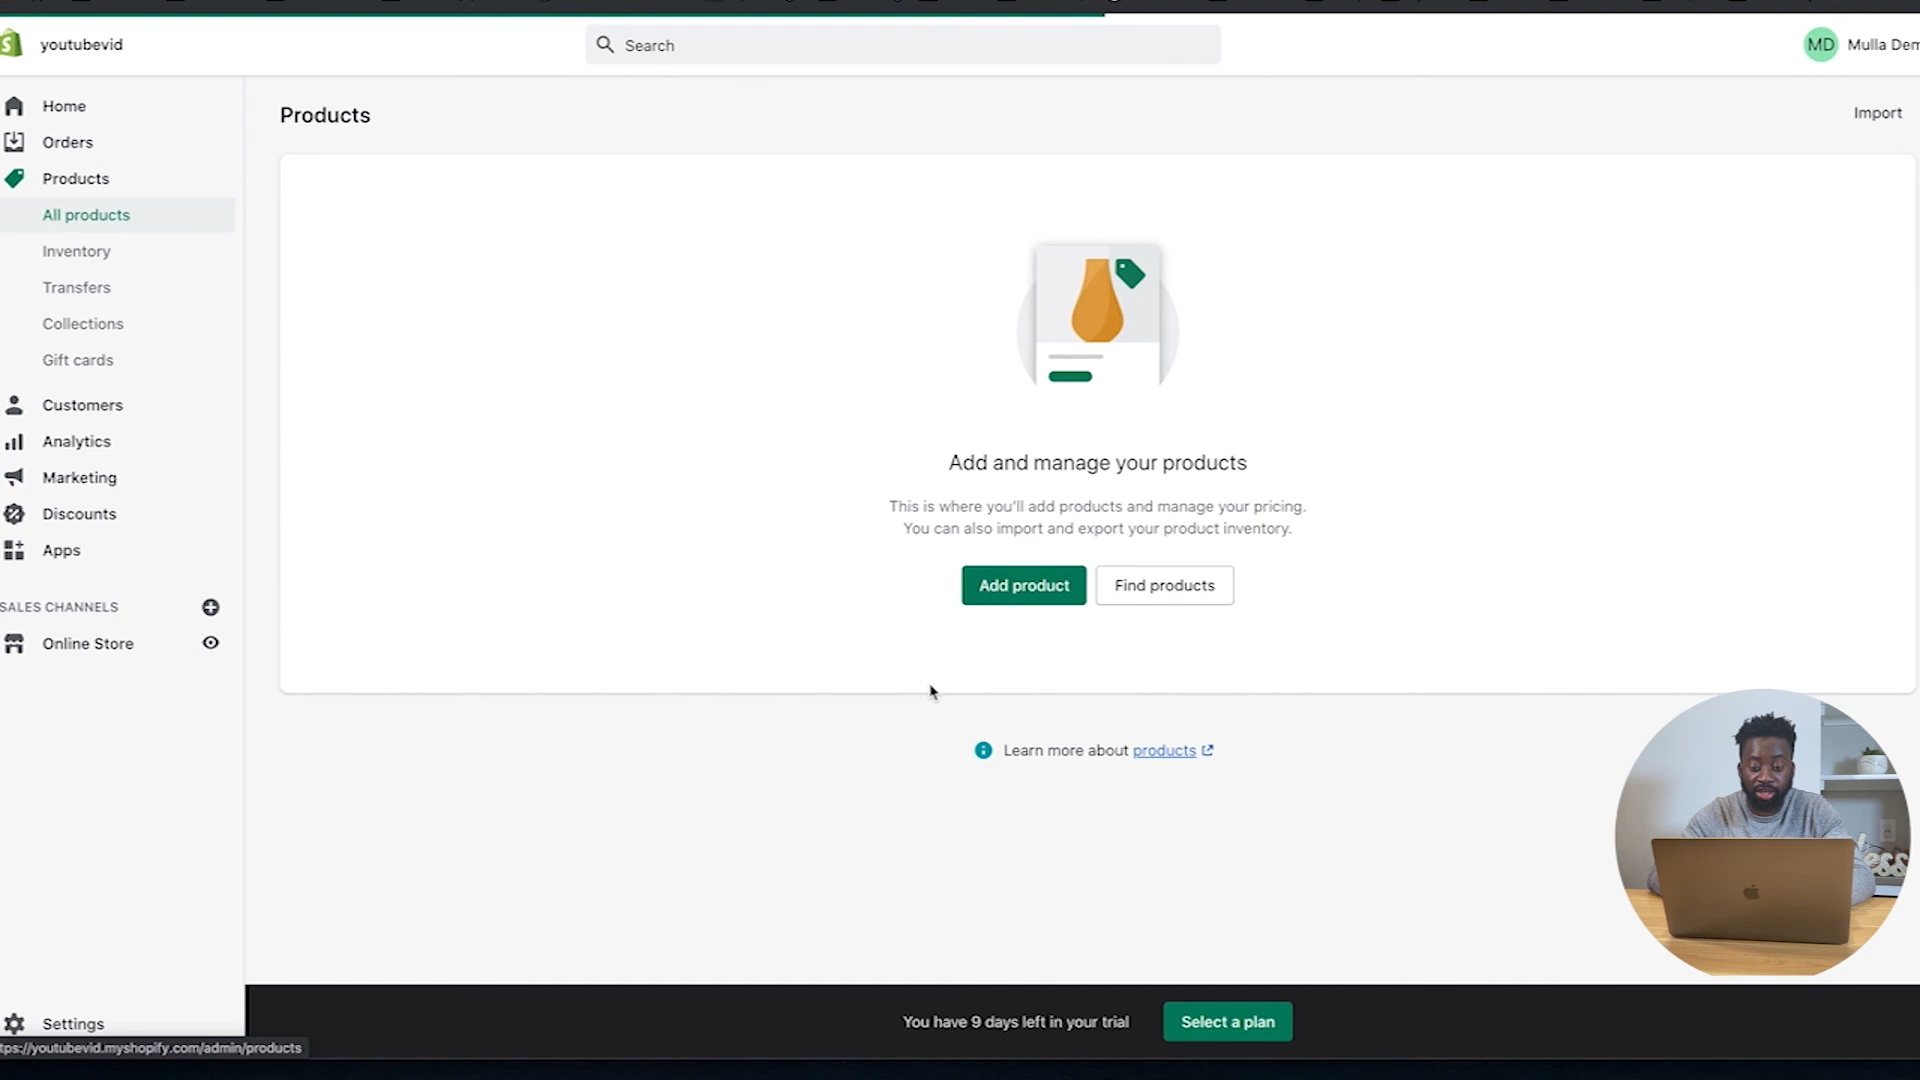 youtubevid
Search
MD
Mulla Dem
Home
Orders
Products
All products
Inventory
Transfers
Collections
Gift cards
Customers
Analytics
Marketing
Discounts
Apps
SALES CHANNELS
Online Store
Settings
tps://youtubevid.myshopify.com/admin/products
Products
Import
Add and manage your products
This is where you'll add products and manage your pricing.
You can also import and export your product inventory.
Add product
Find products
Learn more about products
You have 9 days left in your trial
Select a plan